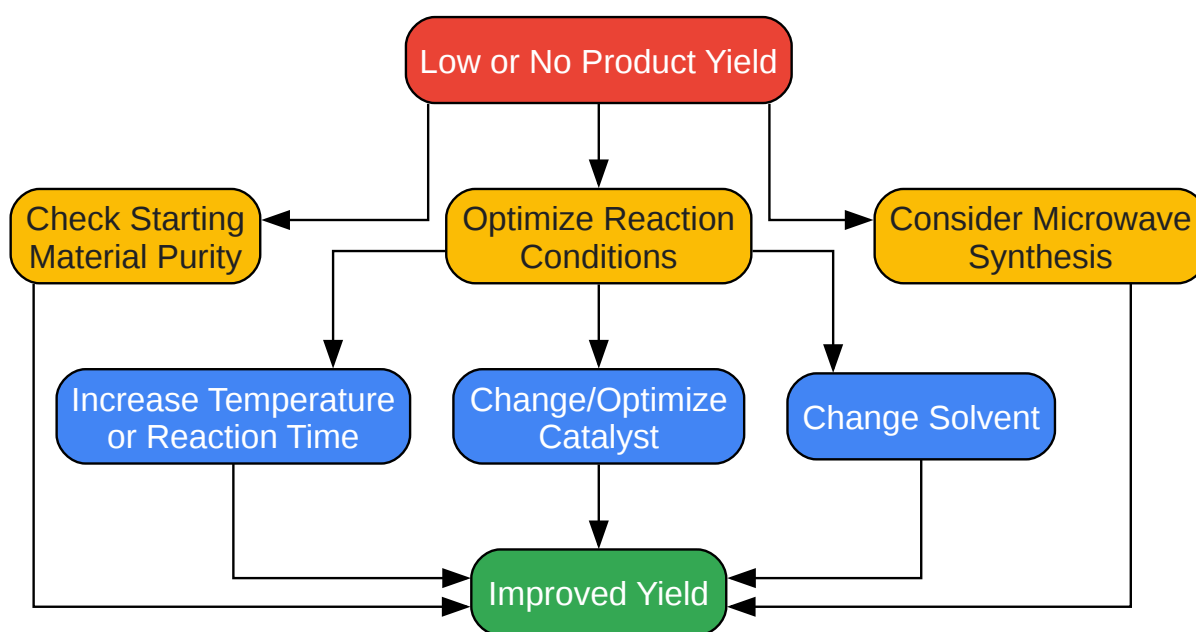 Low or No Product Yield
Check Starting
Material Purity
Optimize Reaction
Conditions
Consider Microwave
Synthesis
Increase Temperature
or Reaction Time
Change/Optimize
Catalyst
Change Solvent
Improved Yield